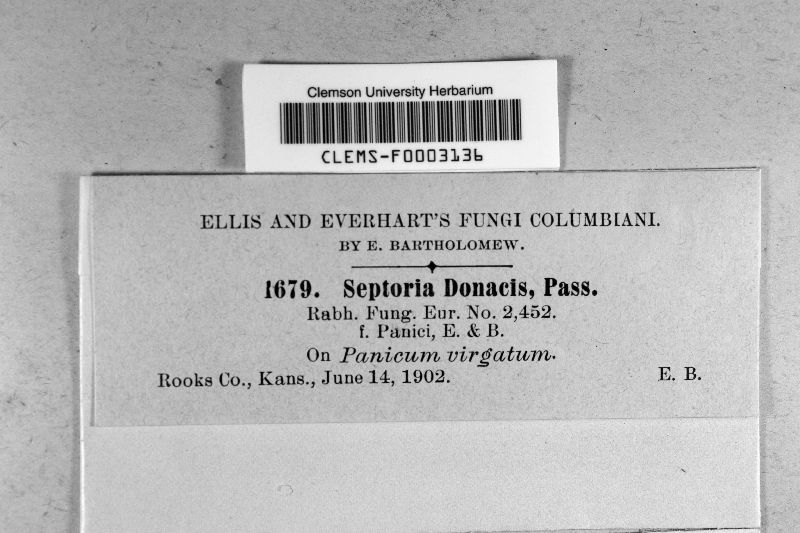 Clemson University Herbarium
CLEMS-F0003136
ELLIS AND EVERHART'S FUNGI COLUMBIANI.
BY E. BARTHOLOMEW.
1679. Septoria Donacis, Pass.
Rabh. Fung. Eur. No. 2,452.
f. Panici, E. & B.
On Panicum virgatum.
Rooks Co., Kans., June 14, 1902. E. B.